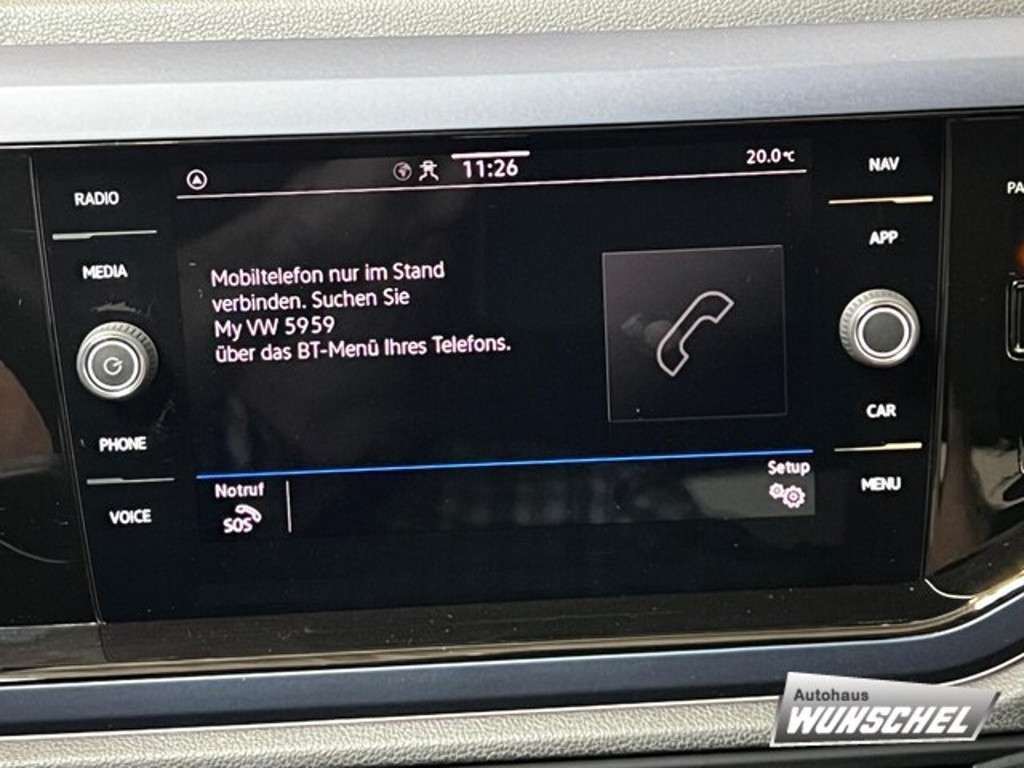 RADIO
MEDIA
PHONE
VOICE
11:26
20.0°C
Mobiltelefon nur im Stand
verbinden. Suchen Sie
My VW 5959
über das BT-Menü Ihres Telefons.
Notruf
SOS
Setup
NAV
APP
CAR
MENU
PA
Autohaus
WUNSCHEL